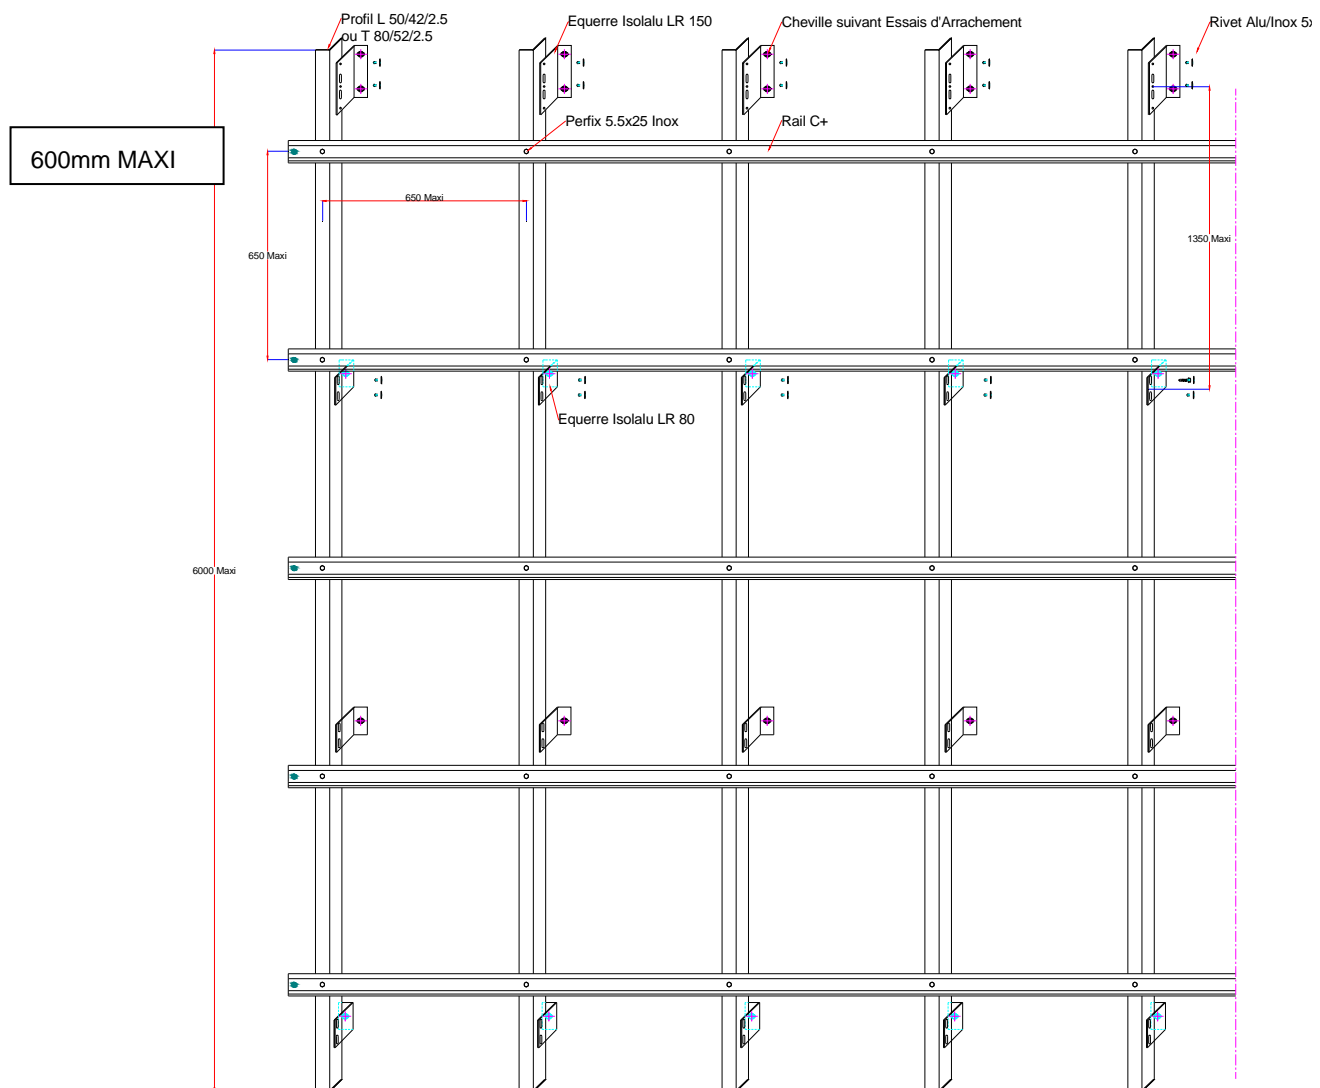 Profil L 50/42/2.5
ou T 80/52/2.5
Equerre Isolalu LR 150
Cheville suivant Essais d'Arrachement
Rivet Alu/Inox
Perfix 5.5x25 Inox
Rail C+
600mm MAXI
650 Maxi
1350 Maxi
650 Maxi
Equerre Isolalu LR 80
6000 Maxi